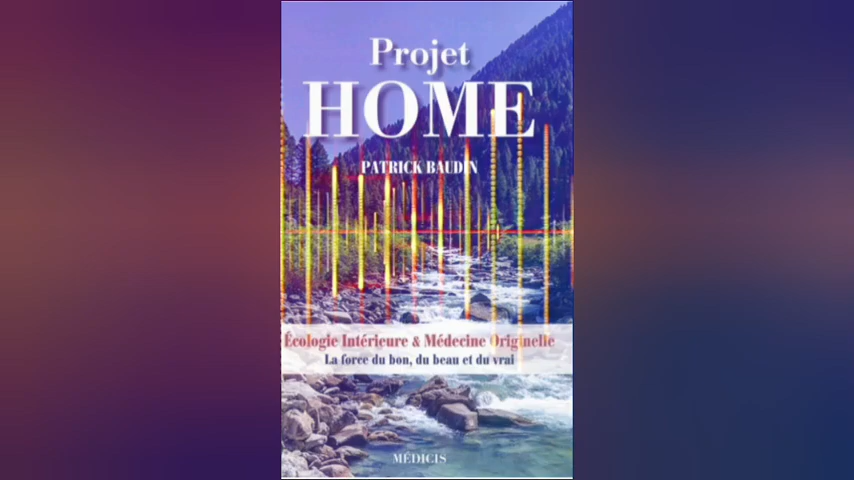 Projet
HOME
PATRICK BAUDIN
Écologie Intérieure & Médecine Originelle
La force du bon, du beau et du vrai
MÉDICIS